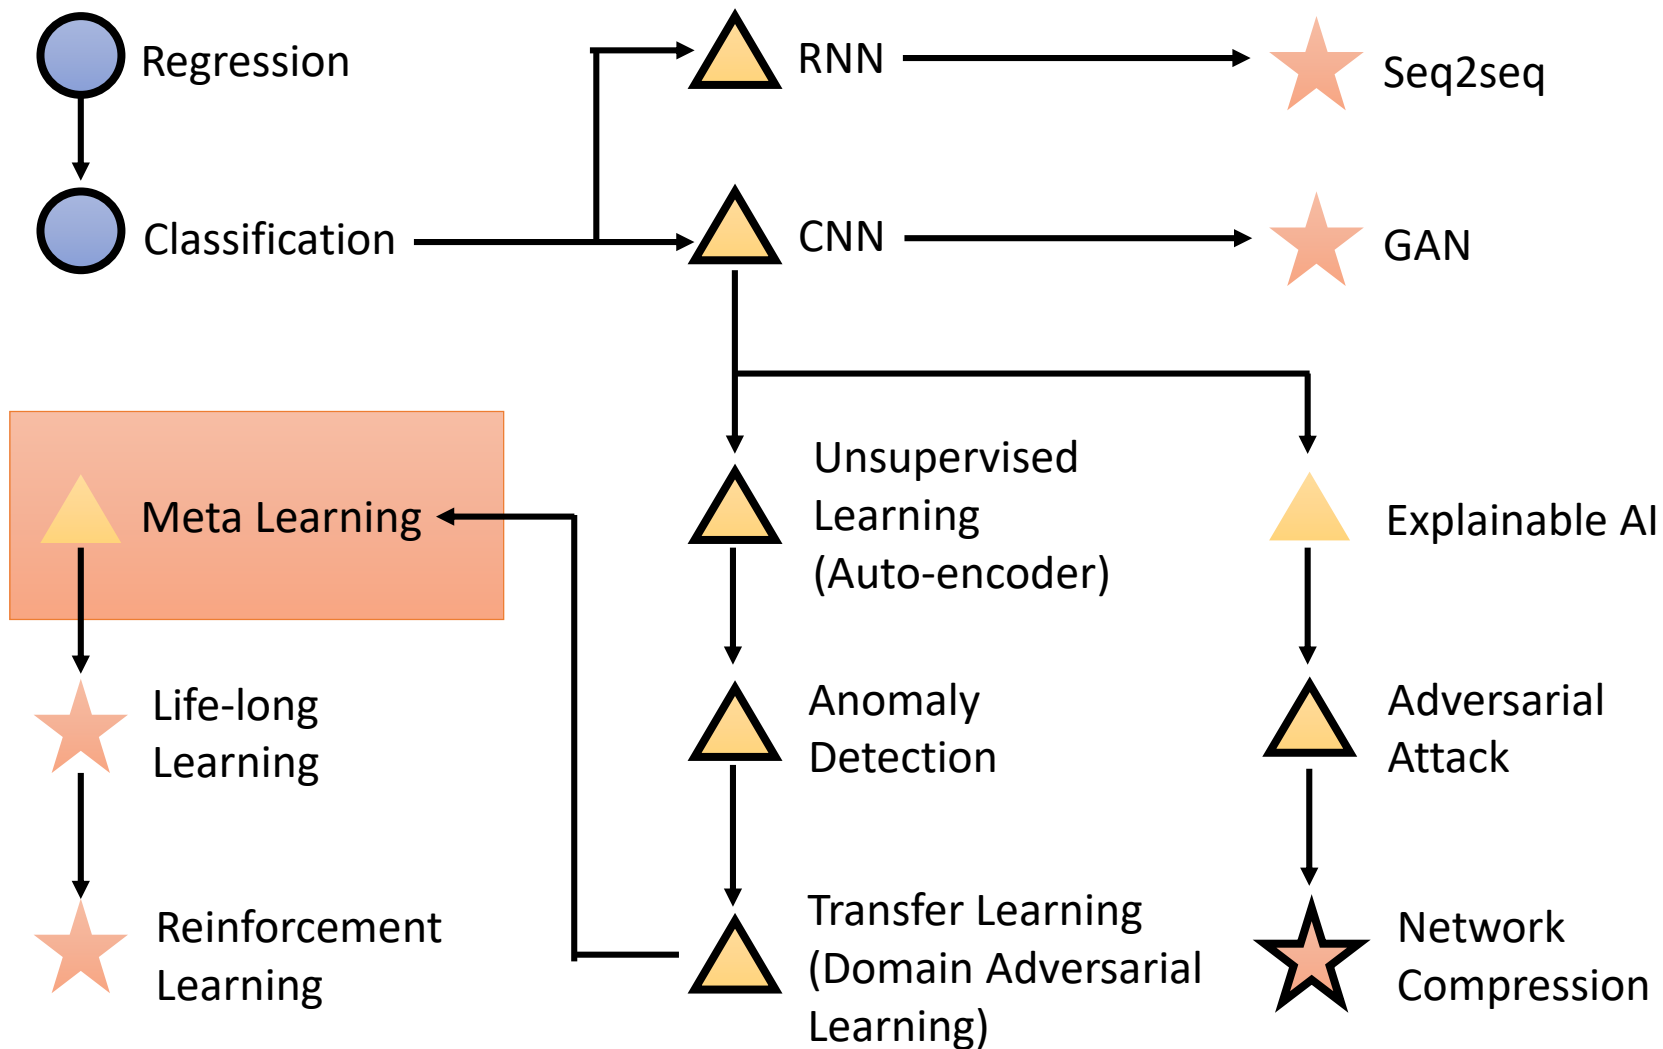 Regression
RNN
Seq2seq
Classification
CNN
GAN
Meta Learning
Unsupervised
Learning
(Auto-encoder)
Explainable AI
Life-long
Learning
Anomaly
Detection
Adversarial
Attack
Reinforcement
Learning
Transfer Learning
(Domain Adversarial
Learning)
Network
Compression